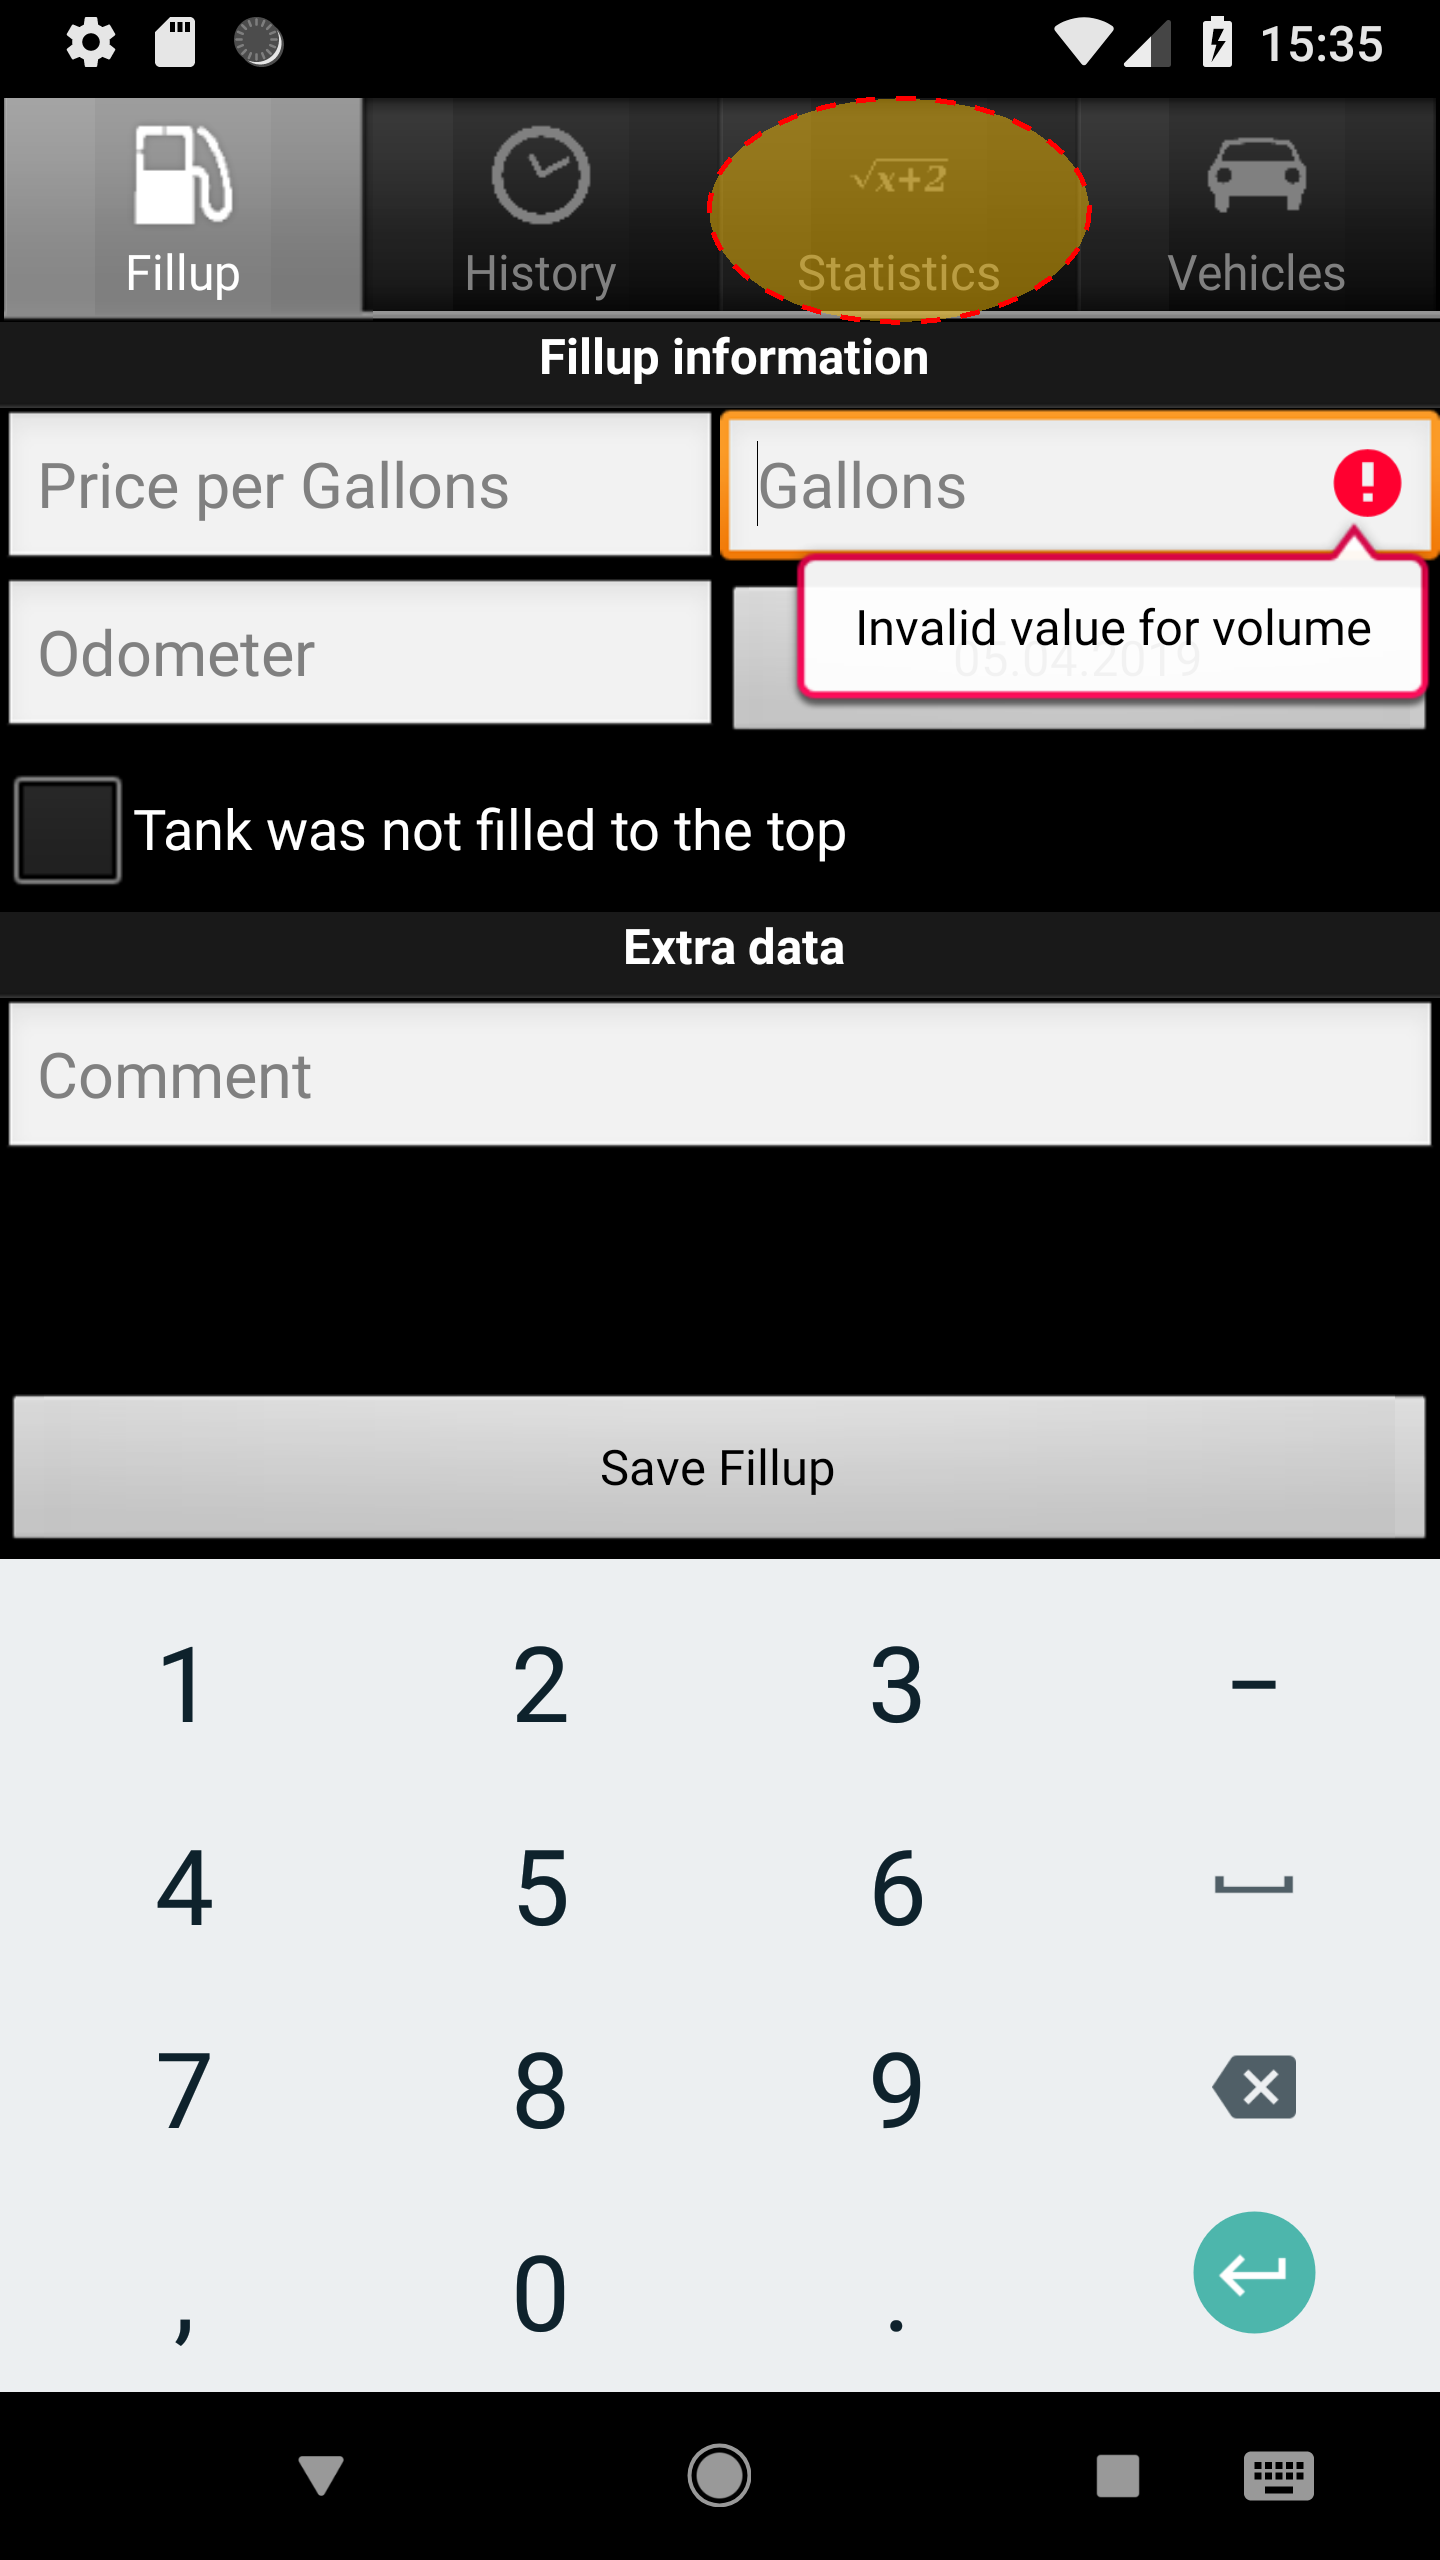 15:35
√x+2
Fillup
History
Statistics
Vehicles
Fillup information
Price per Gallons
Gallons
Invalid value for volume
Odometer
05.04.2019
Tank was not filled to the top
Extra data
Comment
Save Fillup
1 2 3 –
4 5 6
7 8 9
, 0 .